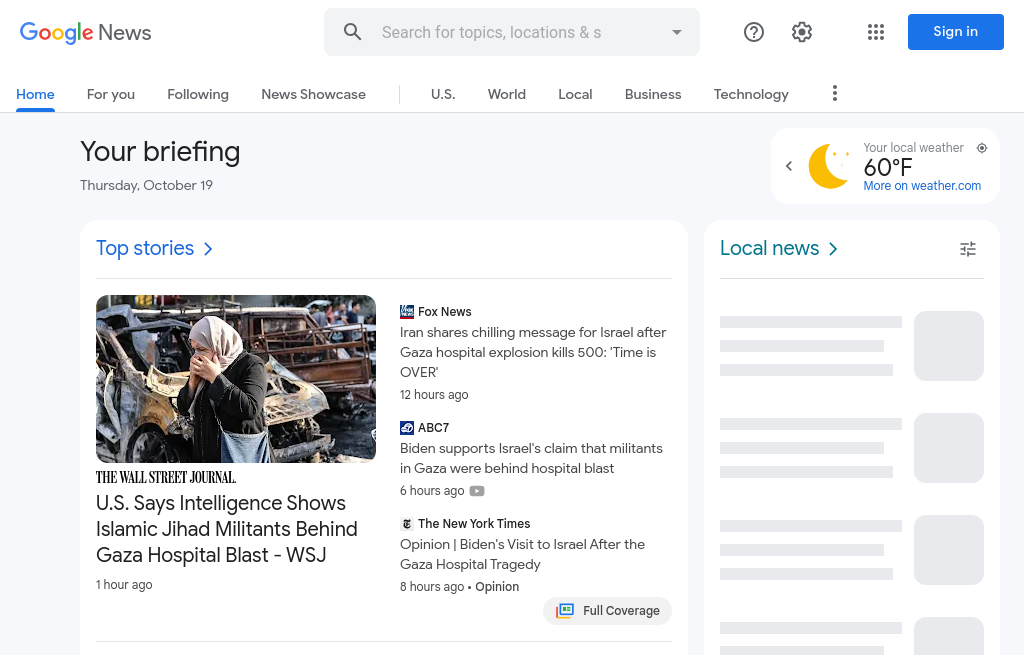 Google News
Search for topics, locations & s
Sign in
Home
For you
Following
News Showcase
U.S.
World
Local
Business
Technology
Your briefing
Thursday, October 19
Your local weather
60°F
More on weather.com
Top stories
THE WALL STREET JOURNAL.
U.S. Says Intelligence Shows
Islamic Jihad Militants Behind
Gaza Hospital Blast - WSJ
1 hour ago
Fox News
Iran shares chilling message for Israel after
Gaza hospital explosion kills 500: 'Time is
OVER'
12 hours ago
ABC7
Biden supports Israel's claim that militants
in Gaza were behind hospital blast
6 hours ago
The New York Times
Opinion | Biden's Visit to Israel After the
Gaza Hospital Tragedy
8 hours ago • Opinion
Full Coverage
Local news